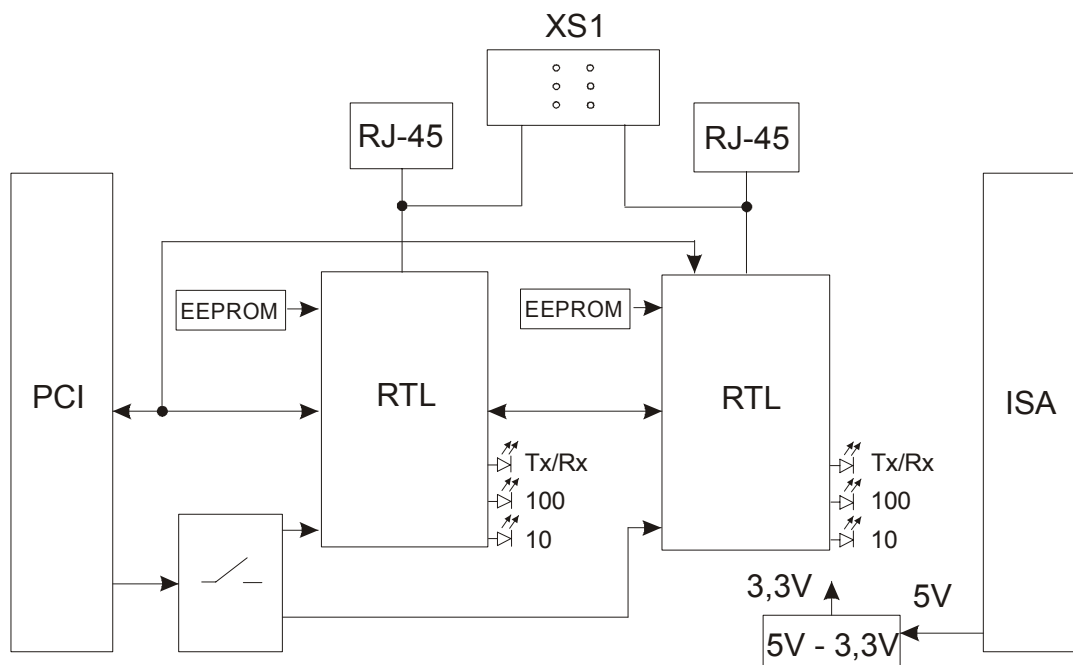 XS1
RJ-45
RJ-45
EEPROM
EEPROM
PCI
RTL
RTL
ISA
Tx/Rx
100
10
Tx/Rx
100
10
3,3V
5V
5V - 3,3V